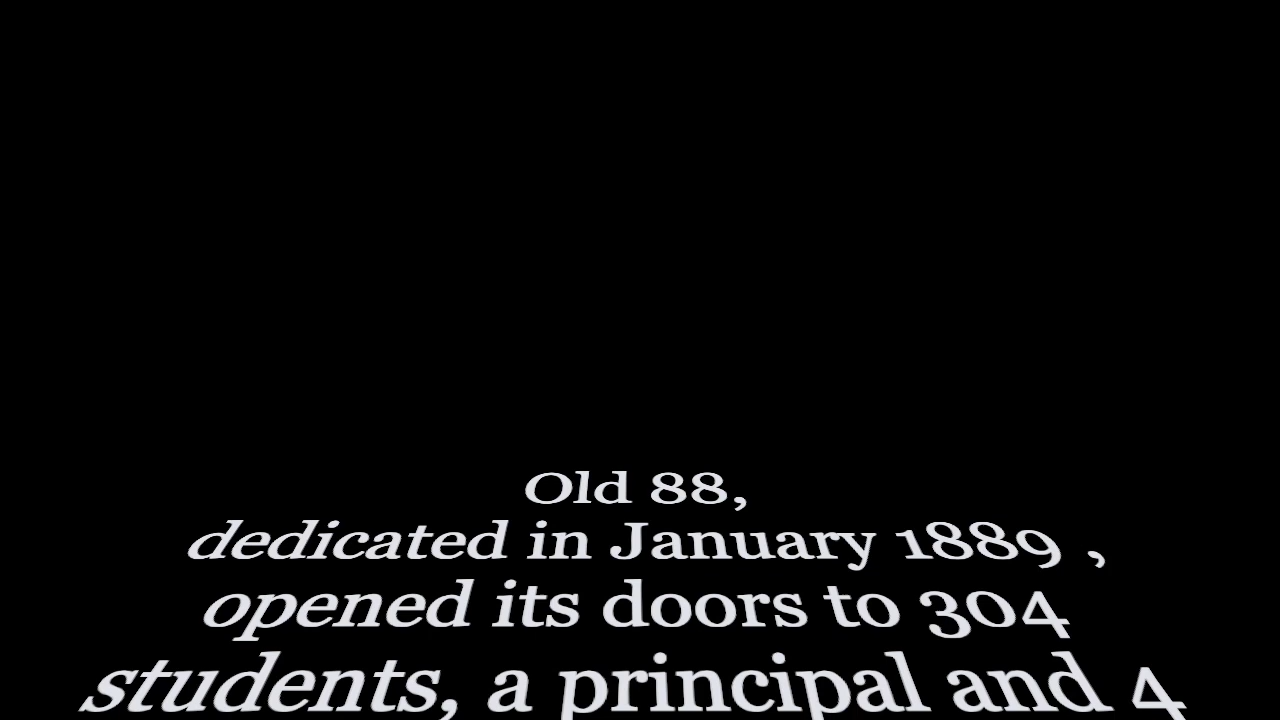 Old 88,
dedicated in January 1889 ,
opened its doors to 304
students, a principal and 4